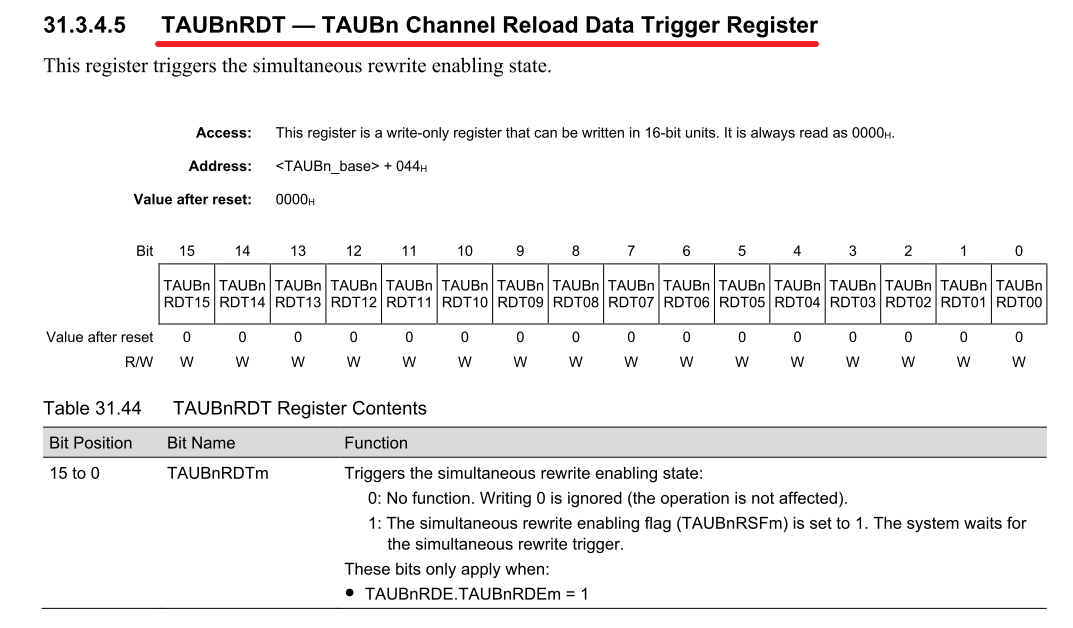 31.3.4.5 TAUBnRDT — TAUBn Channel Reload Data Trigger Register
This register triggers the simultaneous rewrite enabling state.
Access: This register is a write-only register that can be written in 16-bit units. It is always read as 0000H.
Address: <TAUBn_base> + 044H
Value after reset: 0000H
Bit 15 14 13 12 11 10 9 8 7 6 5 4 3 2 1 0
TAUBn TAUBn TAUBn TAUBn TAUBn TAUBn TAUBn TAUBn TAUBn TAUBn TAUBn TAUBn TAUBn TAUBn TAUBn TAUBn
RDT15 RDT14 RDT13 RDT12 RDT11 RDT10 RDT09 RDT08 RDT07 RDT06 RDT05 RDT04 RDT03 RDT02 RDT01 RDT00
Value after reset 0 0 0 0 0 0 0 0 0 0 0 0 0 0 0 0
R/W W W W W W W W W W W W W W W W W
Table 31.44 TAUBnRDT Register Contents
Bit Position Bit Name Function
15 to 0 TAUBnRDTm Triggers the simultaneous rewrite enabling state:
0: No function. Writing 0 is ignored (the operation is not affected).
1: The simultaneous rewrite enabling flag (TAUBnRSFm) is set to 1. The system waits for
the simultaneous rewrite trigger.
These bits only apply when:
● TAUBnRDE.TAUBnRDEm = 1